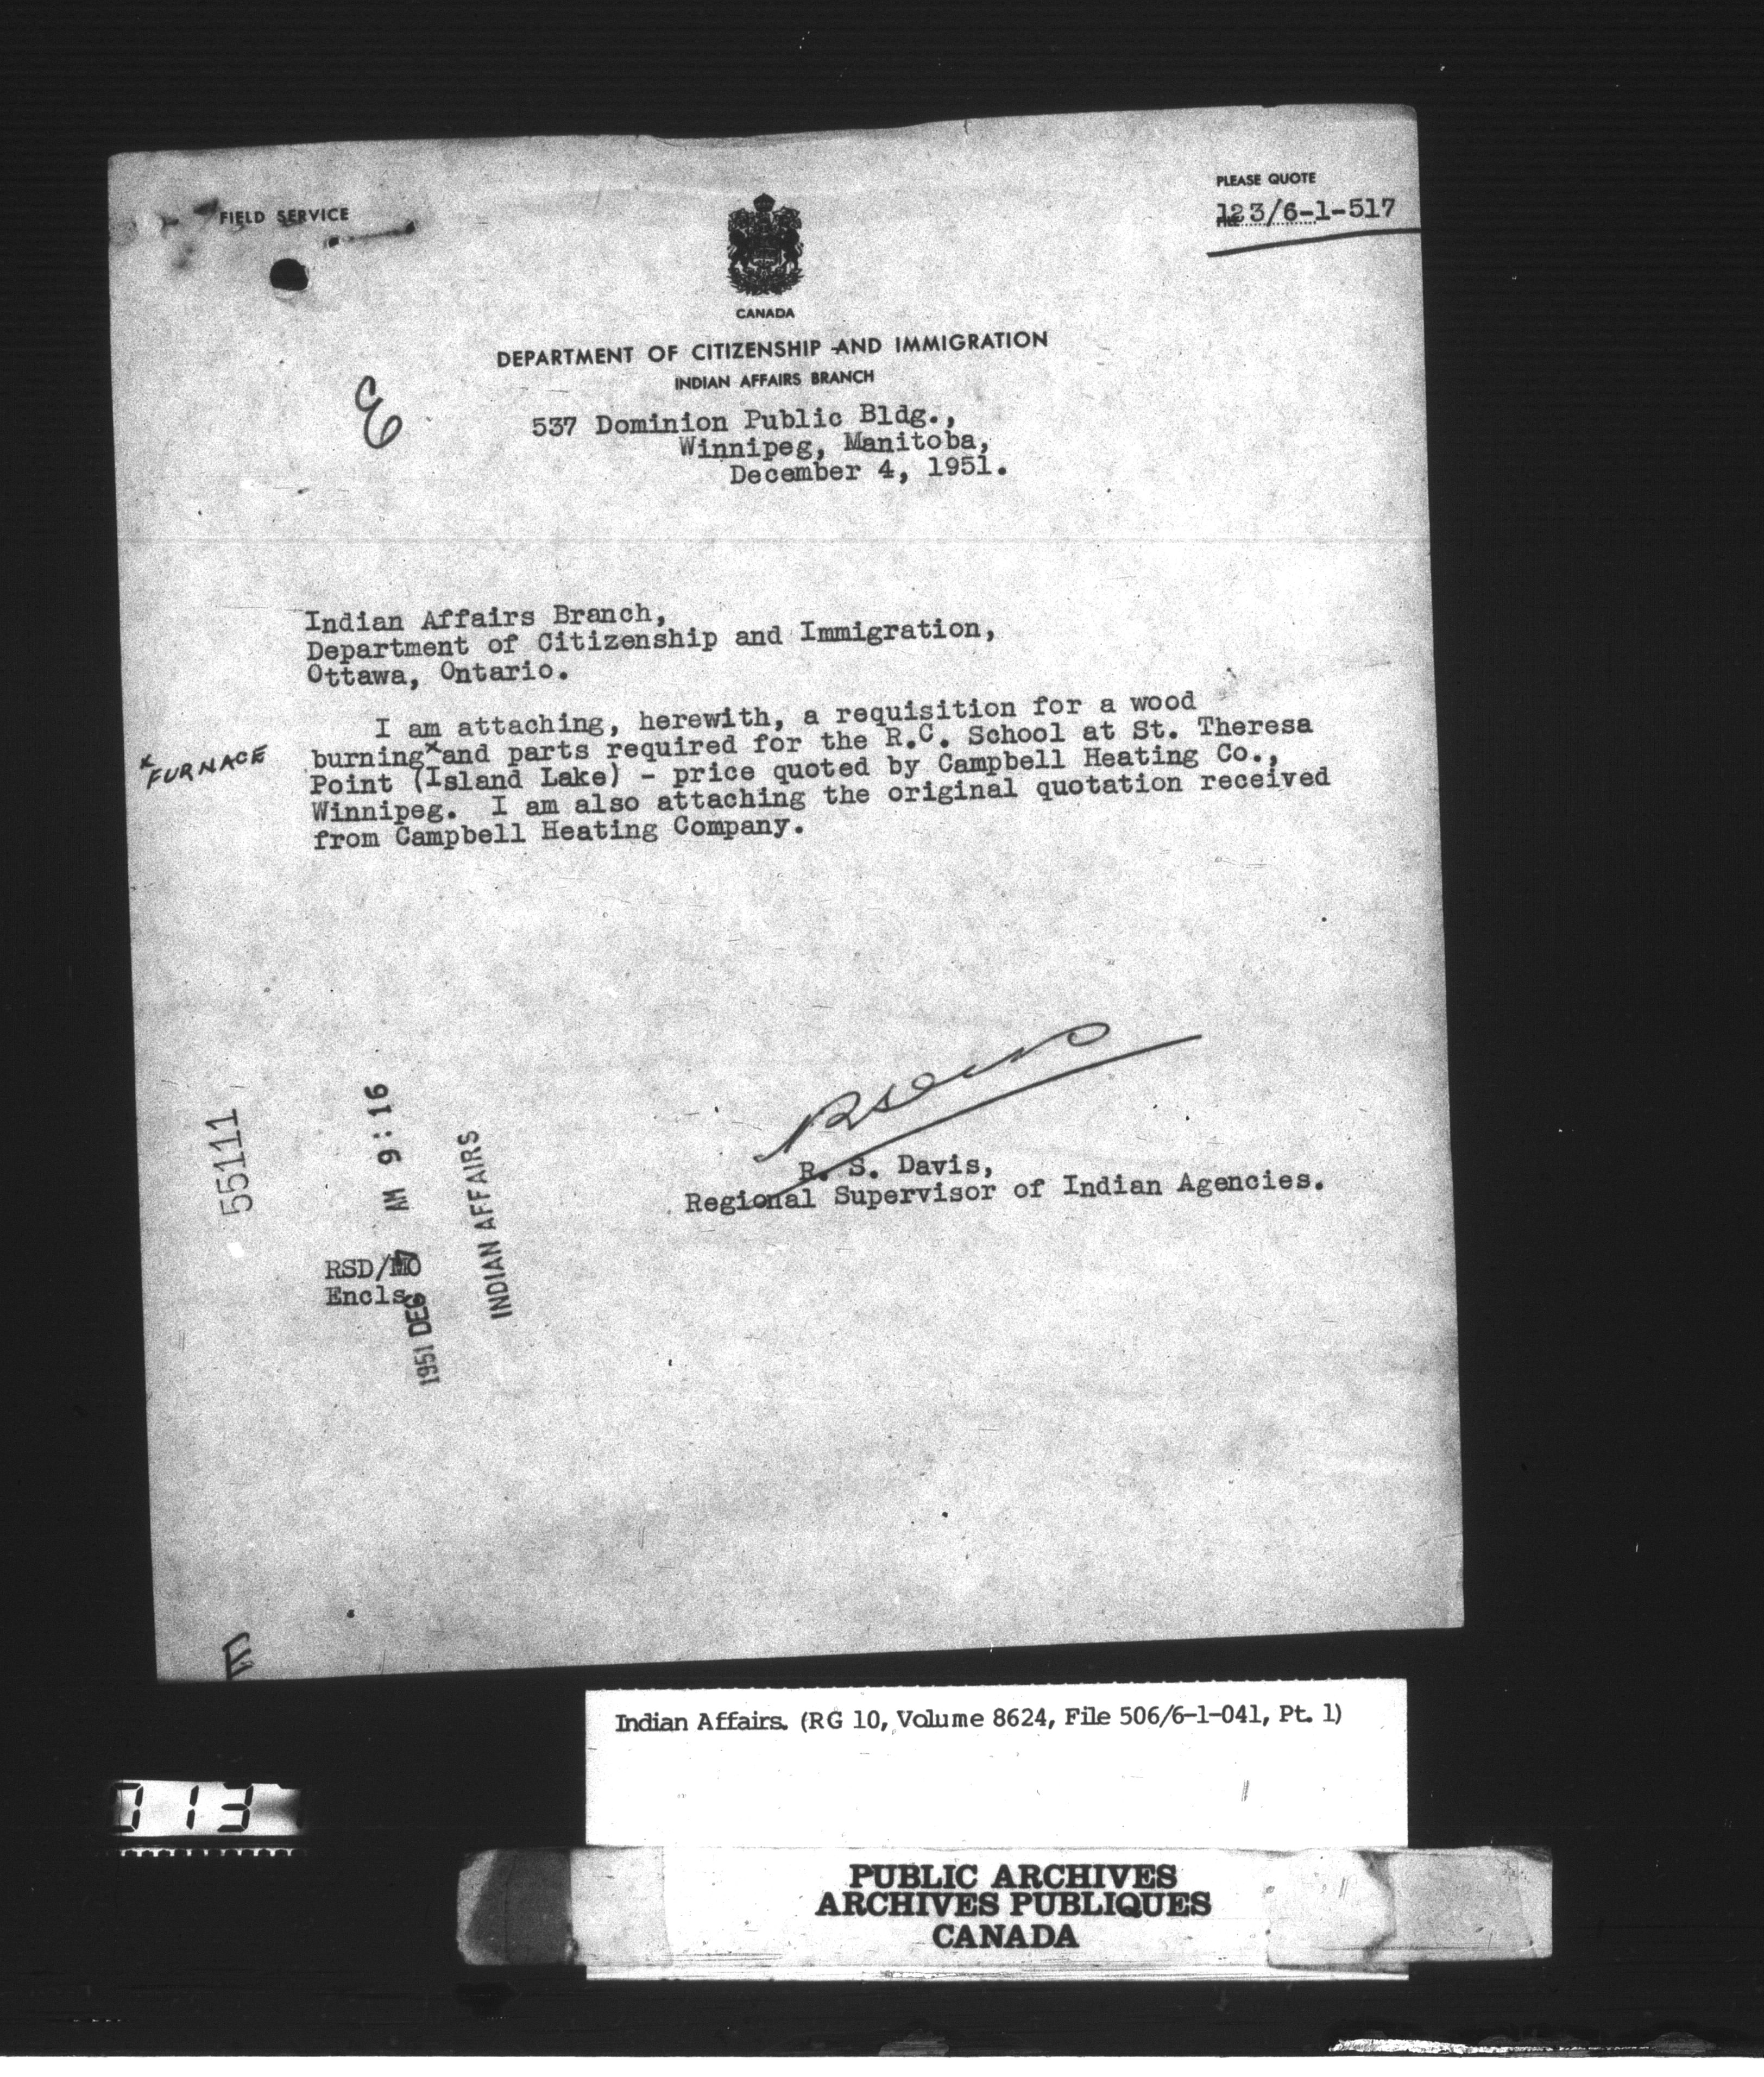 FIELD SERVICE
PLEASE QUOTE
123/6-1-517
CANADA
DEPARTMENT OF CITIZENSHIP AND IMMIGRATION
INDIAN AFFAIRS BRANCH
E
537 Dominion Public Bldg.,
Winnipeg, Manitoba,
December 4, 1951.
Indian Affairs Branch,
Department of Citizenship and Immigration,
Ottawa, Ontario.
I am attaching, herewith, a requisition for a wood
burning x and parts required for the R.C. School at St. Theresa
x FURNACE
Point (Island Lake) - price quoted by Campbell Heating Co.,
Winnipeg. I am also attaching the original quotation received
from Campbell Heating Company.
R. S. Davis,
Regional Supervisor of Indian Agencies.
55111
1951 DEC 7 AM 9:16
INDIAN AFFAIRS
RSD/MO
Encls.
E
Indian Affairs. (RG 10, Volume 8624, File 506/6-1-041, Pt. 1)
013
PUBLIC ARCHIVES
ARCHIVES PUBLIQUES
CANADA